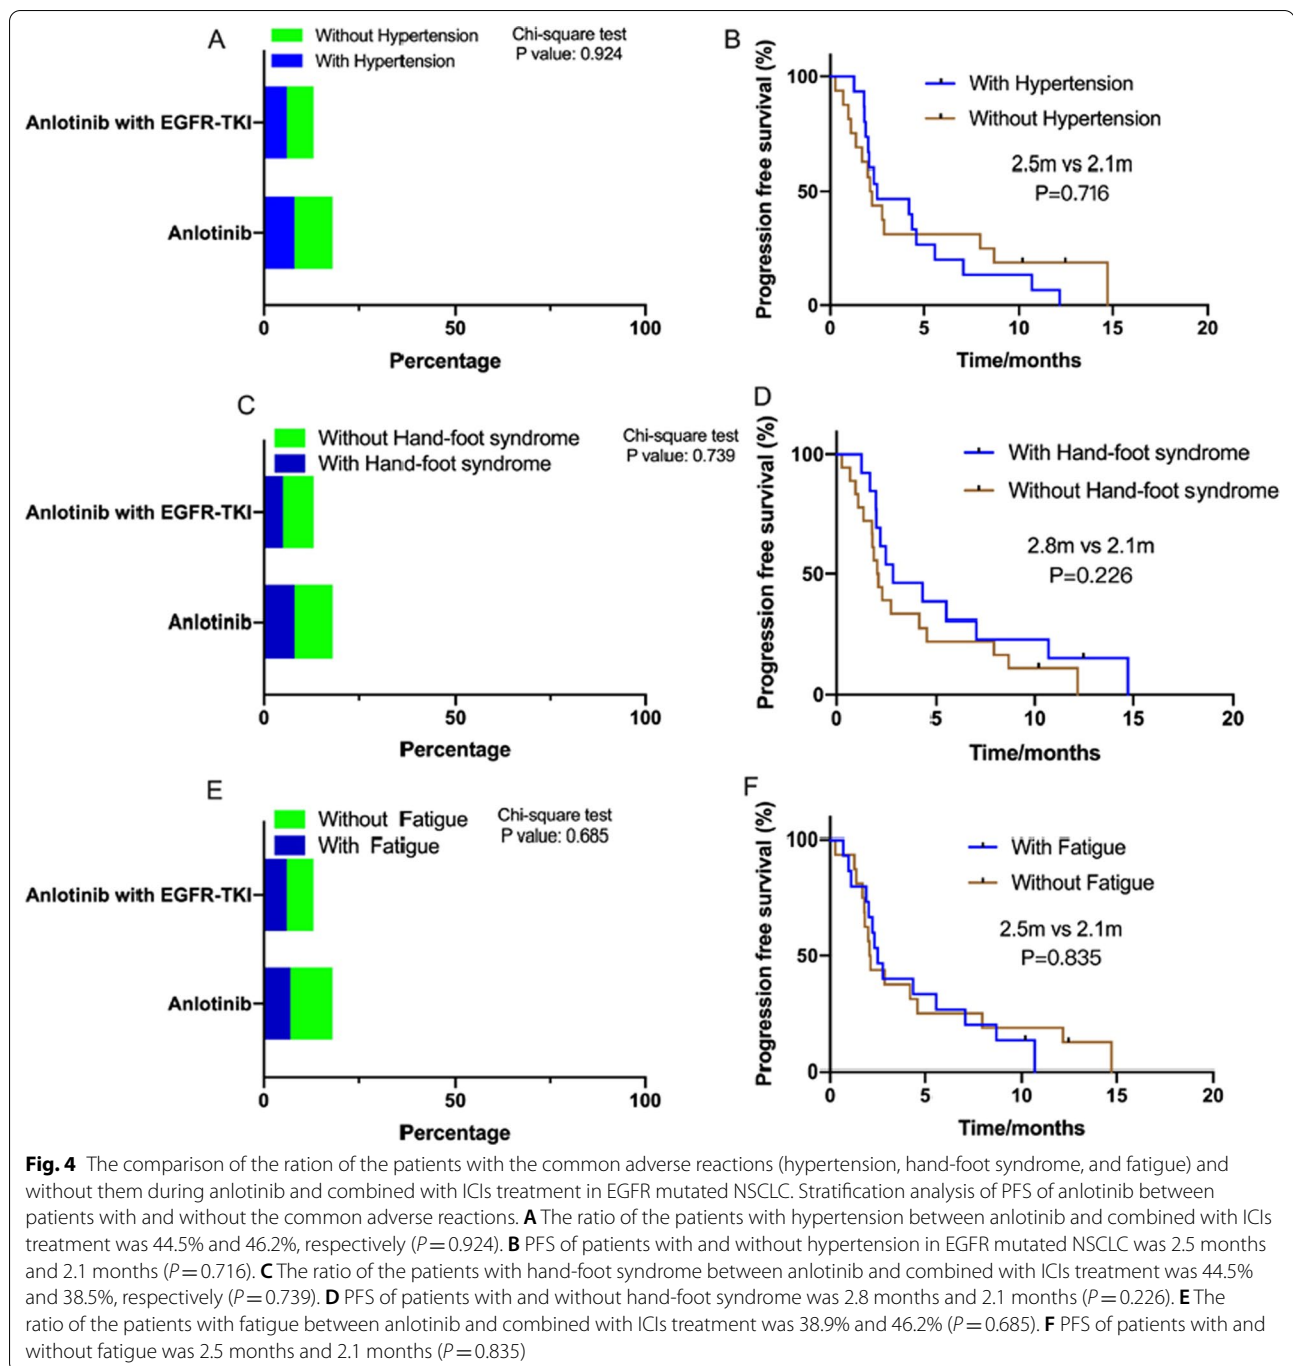 A
Without Hypertension
With Hypertension
Chi-square test
P value: 0.924
Anlotinib with EGFR-TKI
Anlotinib
0 50 100
Percentage
B
Progression free survival (%)
100
50
0
With Hypertension
Without Hypertension
2.5m vs 2.1m
P=0.716
0 5 10 15 20
Time/months
C
Without Hand-foot syndrome
With Hand-foot syndrome
Chi-square test
P value: 0.739
Anlotinib with EGFR-TKI
Anlotinib
0 50 100
Percentage
D
Progression free survival (%)
100
50
0
With Hand-foot syndrome
Without Hand-foot syndrome
2.8m vs 2.1m
P=0.226
0 5 10 15 20
Time/months
E
Without Fatigue
With Fatigue
Chi-square test
P value: 0.685
Anlotinib with EGFR-TKI
Anlotinib
0 50 100
Percentage
F
Progression free survival (%)
100
50
0
With Fatigue
Without Fatigue
2.5m vs 2.1m
P=0.835
0 5 10 15 20
Time/months
Fig. 4 The comparison of the ration of the patients with the common adverse reactions (hypertension, hand-foot syndrome, and fatigue) and
without them during anlotinib and combined with ICIs treatment in EGFR mutated NSCLC. Stratification analysis of PFS of anlotinib between
patients with and without the common adverse reactions. A The ratio of the patients with hypertension between anlotinib and combined with ICIs
treatment was 44.5% and 46.2%, respectively (P = 0.924). B PFS of patients with and without hypertension in EGFR mutated NSCLC was 2.5 months
and 2.1 months (P = 0.716). C The ratio of the patients with hand-foot syndrome between anlotinib and combined with ICIs treatment was 44.5%
and 38.5%, respectively (P = 0.739). D PFS of patients with and without hand-foot syndrome was 2.8 months and 2.1 months (P = 0.226). E The
ratio of the patients with fatigue between anlotinib and combined with ICIs treatment was 38.9% and 46.2% (P = 0.685). F PFS of patients with and
without fatigue was 2.5 months and 2.1 months (P = 0.835)